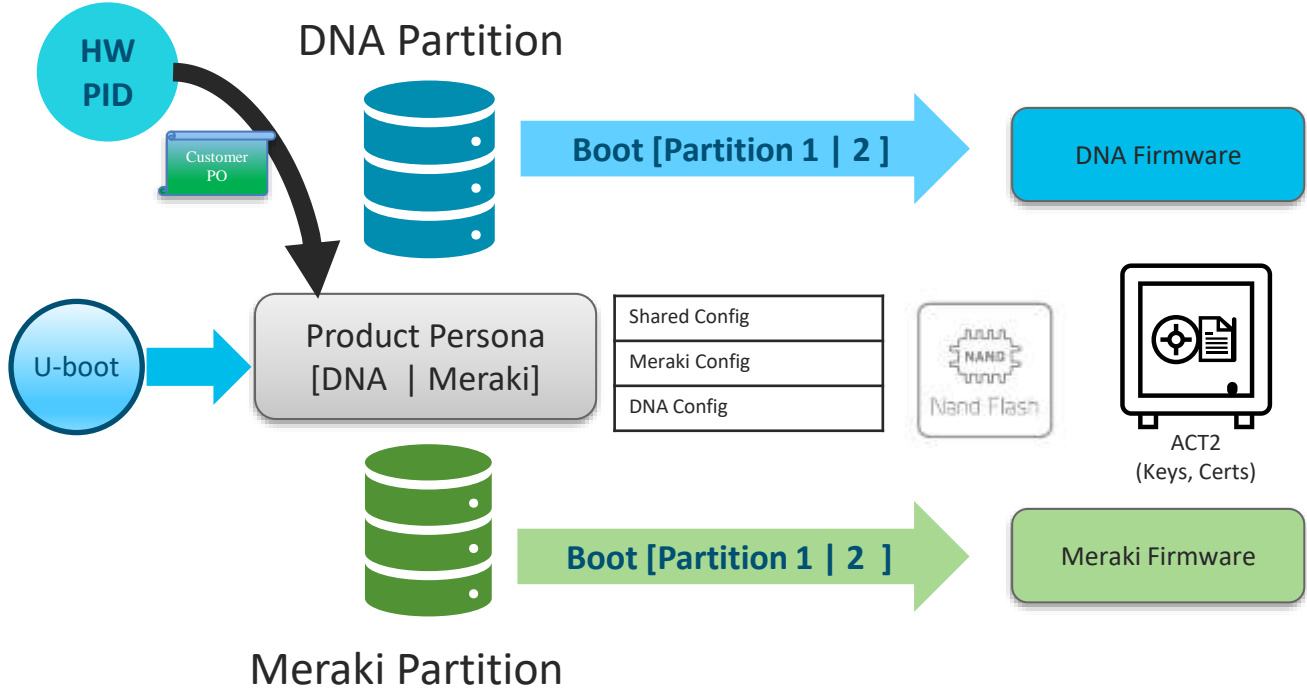 HW
PID
DNA Partition
Customer
PO
Boot [Partition 1 | 2 ]
DNA Firmware
U-boot
Product Persona
[DNA | Meraki]
Shared Config
Meraki Config
DNA Config
NAND
Nand Flash
ACT2
(Keys, Certs)
Boot [Partition 1 | 2 ]
Meraki Firmware
Meraki Partition